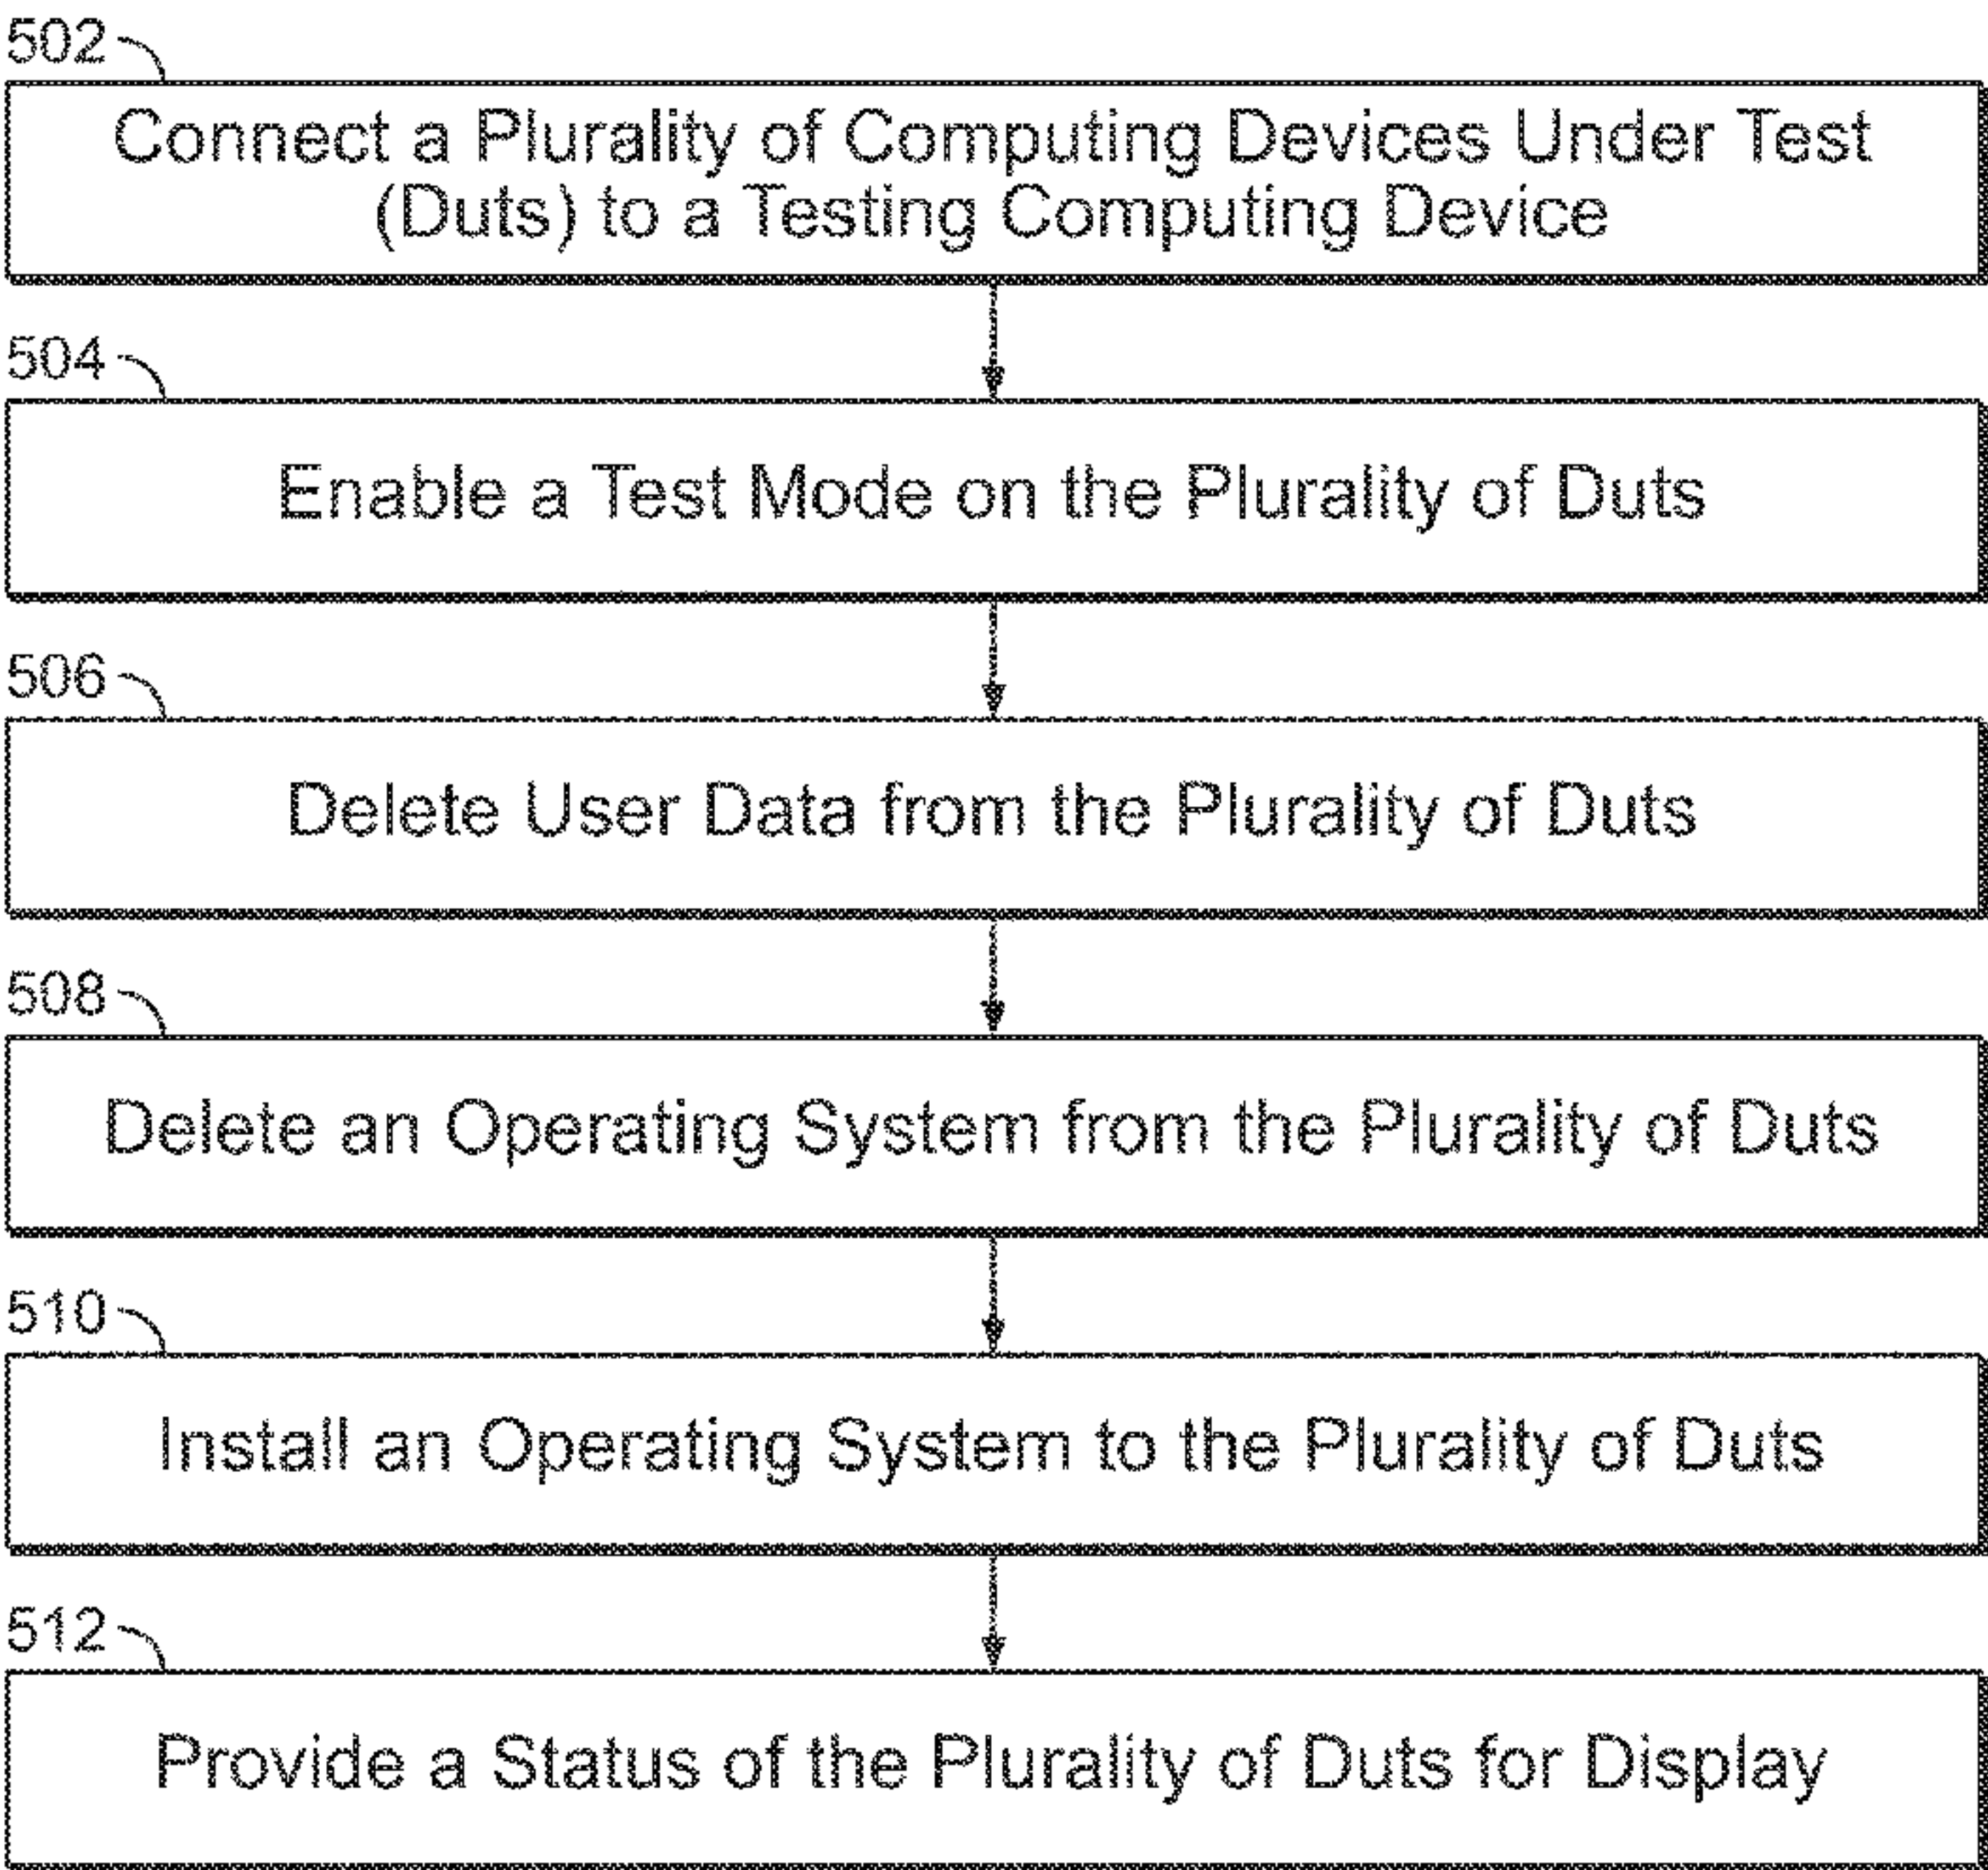 502
Connect a Plurality of Computing Devices Under Test
(Duts) to a Testing Computing Device
504
Enable a Test Mode on the Plurality of Duts
506
Delete User Data from the Plurality of Duts
508
Delete an Operating System from the Plurality of Duts
510
Install an Operating System to the Plurality of Duts
512
Provide a Status of the Plurality of Duts for Display